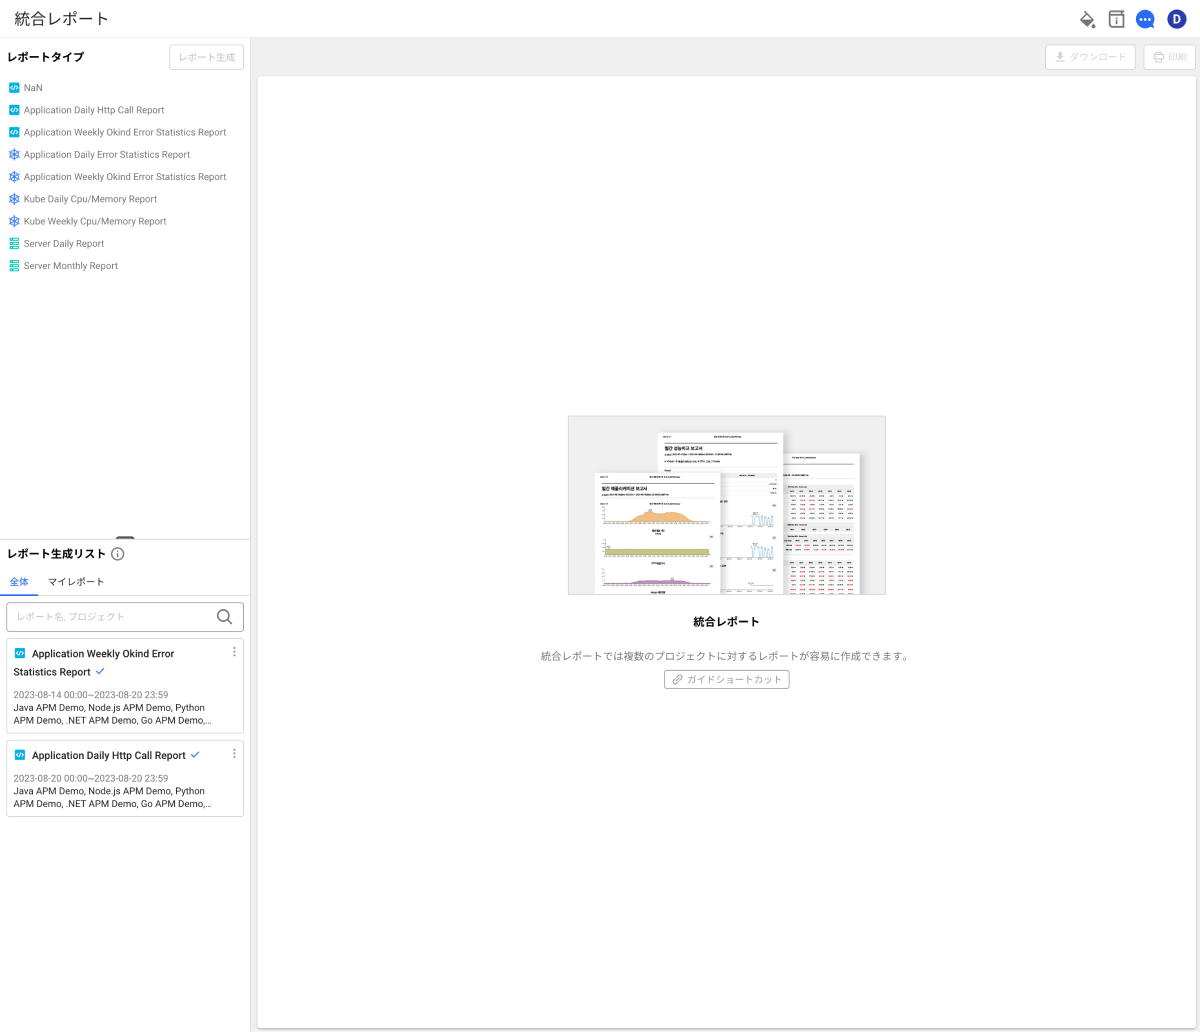 統合レポート
D
レポートタイプ
レポート生成
NaN
Application Daily Http Call Report
Application Weekly Okind Error Statistics Report
Application Daily Error Statistics Report
Application Weekly Okind Error Statistics Report
Kube Daily Cpu/Memory Report
Kube Weekly Cpu/Memory Report
Server Daily Report
Server Monthly Report
レポート生成リスト
全体
マイレポート
レポート名, プロジェクト
Application Weekly Okind Error
Statistics Report
2023-08-14 00:00~2023-08-20 23:59
Java APM Demo, Node.js APM Demo, Python
APM Demo, .NET APM Demo, Go APM Demo,...
Application Daily Http Call Report
2023-08-20 00:00~2023-08-20 23:59
Java APM Demo, Node.js APM Demo, Python
APM Demo, .NET APM Demo, Go APM Demo,...
ダウンロード
印刷
월간 성능비교 보고서
월간 애플리케이션 보고서
統合レポート
統合レポートでは複数のプロジェクトに対するレポートが容易に作成できます。
ガイドショートカット